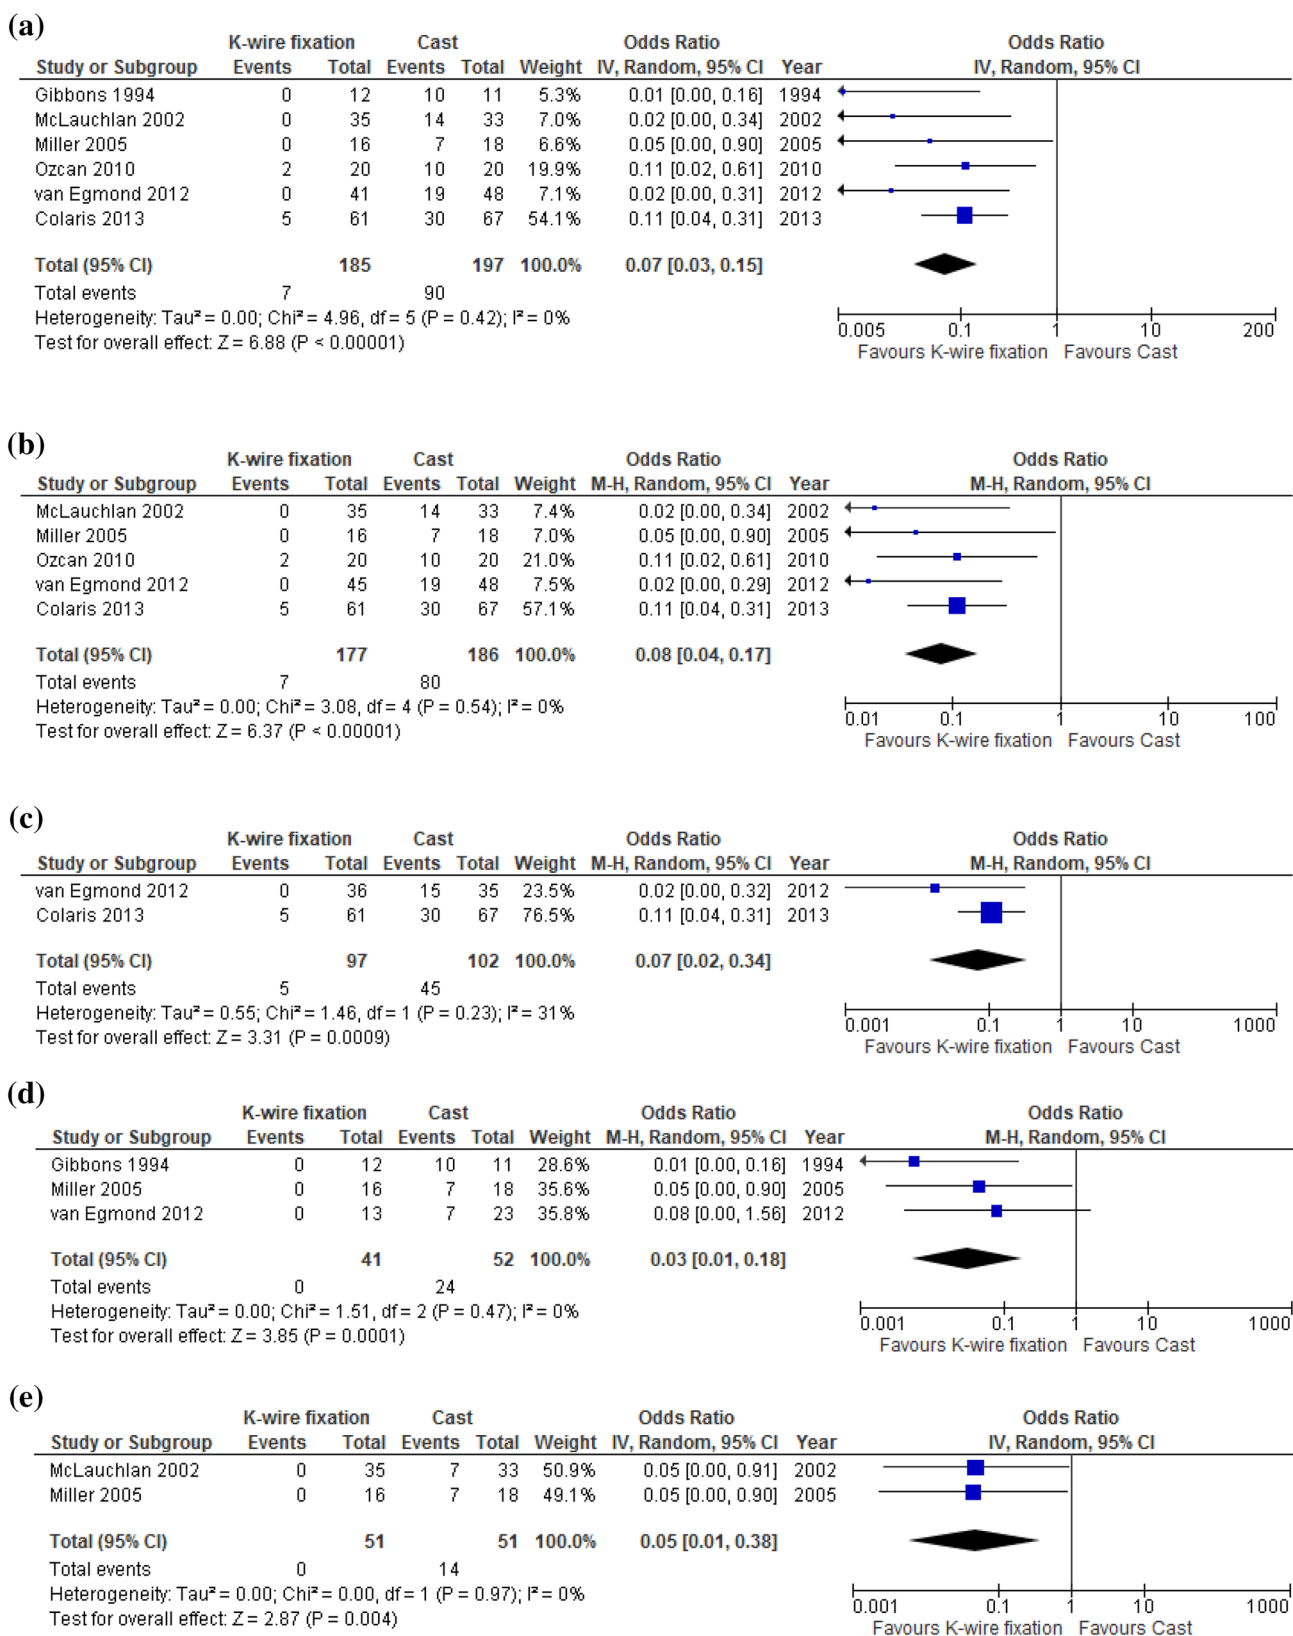 (a)
K-wire fixation Cast Odds Ratio Odds Ratio
Study or Subgroup Events Total Events Total Weight IV, Random, 95% CI Year IV, Random, 95% CI
Gibbons 1994 0 12 10 11 5.3% 0.01 [0.00, 0.16] 1994
McLauchlan 2002 0 35 14 33 7.0% 0.02 [0.00, 0.34] 2002
Miller 2005 0 16 7 18 6.6% 0.05 [0.00, 0.90] 2005
Ozcan 2010 2 20 10 20 19.9% 0.11 [0.02, 0.61] 2010
van Egmond 2012 0 41 19 48 7.1% 0.02 [0.00, 0.31] 2012
Colaris 2013 5 61 30 67 54.1% 0.11 [0.04, 0.31] 2013
Total (95% CI) 185 197 100.0% 0.07 [0.03, 0.15]
Total events 7 90
Heterogeneity: Tau² = 0.00; Chi² = 4.96, df = 5 (P = 0.42); I² = 0%
Test for overall effect: Z = 6.88 (P < 0.00001)
0.005 0.1 1 10 200
Favours K-wire fixation Favours Cast
(b)
K-wire fixation Cast Odds Ratio Odds Ratio
Study or Subgroup Events Total Events Total Weight M-H, Random, 95% CI Year M-H, Random, 95% CI
McLauchlan 2002 0 35 14 33 7.4% 0.02 [0.00, 0.34] 2002
Miller 2005 0 16 7 18 7.0% 0.05 [0.00, 0.90] 2005
Ozcan 2010 2 20 10 20 21.0% 0.11 [0.02, 0.61] 2010
van Egmond 2012 0 45 19 48 7.5% 0.02 [0.00, 0.29] 2012
Colaris 2013 5 61 30 67 57.1% 0.11 [0.04, 0.31] 2013
Total (95% CI) 177 186 100.0% 0.08 [0.04, 0.17]
Total events 7 80
Heterogeneity: Tau² = 0.00; Chi² = 3.08, df = 4 (P = 0.54); I² = 0%
Test for overall effect: Z = 6.37 (P < 0.00001)
0.01 0.1 1 10 100
Favours K-wire fixation Favours Cast
(c)
K-wire fixation Cast Odds Ratio Odds Ratio
Study or Subgroup Events Total Events Total Weight M-H, Random, 95% CI Year M-H, Random, 95% CI
van Egmond 2012 0 36 15 35 23.5% 0.02 [0.00, 0.32] 2012
Colaris 2013 5 61 30 67 76.5% 0.11 [0.04, 0.31] 2013
Total (95% CI) 97 102 100.0% 0.07 [0.02, 0.34]
Total events 5 45
Heterogeneity: Tau² = 0.55; Chi² = 1.46, df = 1 (P = 0.23); I² = 31%
Test for overall effect: Z = 3.31 (P = 0.0009)
0.001 0.1 1 10 1000
Favours K-wire fixation Favours Cast
(d)
K-wire fixation Cast Odds Ratio Odds Ratio
Study or Subgroup Events Total Events Total Weight M-H, Random, 95% CI Year M-H, Random, 95% CI
Gibbons 1994 0 12 10 11 28.6% 0.01 [0.00, 0.16] 1994
Miller 2005 0 16 7 18 35.6% 0.05 [0.00, 0.90] 2005
van Egmond 2012 0 13 7 23 35.8% 0.08 [0.00, 1.56] 2012
Total (95% CI) 41 52 100.0% 0.03 [0.01, 0.18]
Total events 0 24
Heterogeneity: Tau² = 0.00; Chi² = 1.51, df = 2 (P = 0.47); I² = 0%
Test for overall effect: Z = 3.85 (P = 0.0001)
0.001 0.1 1 10 1000
Favours K-wire fixation Favours Cast
(e)
K-wire fixation Cast Odds Ratio Odds Ratio
Study or Subgroup Events Total Events Total Weight IV, Random, 95% CI Year IV, Random, 95% CI
McLauchlan 2002 0 35 7 33 50.9% 0.05 [0.00, 0.91] 2002
Miller 2005 0 16 7 18 49.1% 0.05 [0.00, 0.90] 2005
Total (95% CI) 51 51 100.0% 0.05 [0.01, 0.38]
Total events 0 14
Heterogeneity: Tau² = 0.00; Chi² = 0.00, df = 1 (P = 0.97); I² = 0%
Test for overall effect: Z = 2.87 (P = 0.004)
0.001 0.1 1 10 1000
Favours K-wire fixation Favours Cast